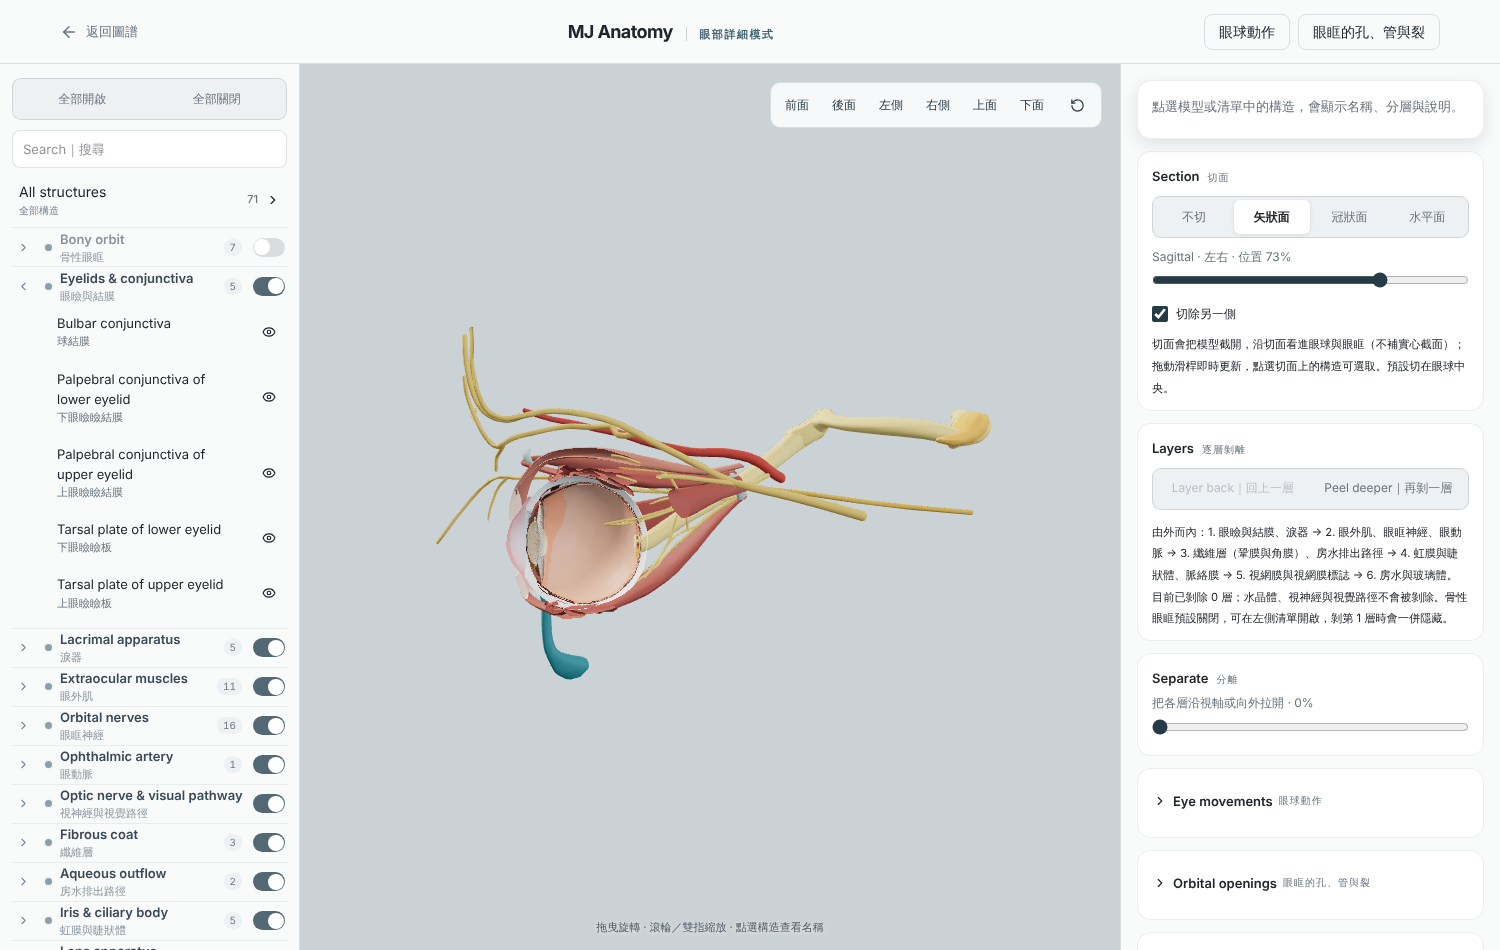 返回圖譜
MJ Anatomy
眼部詳細模式
眼球動作
眼眶的孔、管與裂
全部開啟
全部關閉
Search｜搜尋
All structures
全部構造
71
Bony orbit
骨性眼眶
7
Eyelids & conjunctiva
眼瞼與結膜
5
Bulbar conjunctiva
球結膜
Palpebral conjunctiva of
lower eyelid
下眼瞼瞼結膜
Palpebral conjunctiva of
upper eyelid
上眼瞼瞼結膜
Tarsal plate of lower eyelid
下眼瞼瞼板
Tarsal plate of upper eyelid
上眼瞼瞼板
Lacrimal apparatus
淚器
5
Extraocular muscles
眼外肌
11
Orbital nerves
眼眶神經
16
Ophthalmic artery
眼動脈
1
Optic nerve & visual pathway
視神經與視覺路徑
Fibrous coat
纖維層
3
Aqueous outflow
房水排出路徑
2
Iris & ciliary body
虹膜與睫狀體
5
前面
後面
左側
右側
上面
下面
拖曳旋轉 · 滾輪／雙指縮放 · 點選構造查看名稱
點選模型或清單中的構造，會顯示名稱、分層與說明。
Section 切面
不切
矢狀面
冠狀面
水平面
Sagittal · 左右 · 位置 73%
切除另一側
切面會把模型截開，沿切面看進眼球與眼眶（不補實心截面）；
拖動滑桿即時更新，點選切面上的構造可選取。預設切在眼球中
央。
Layers 逐層剝離
Layer back｜回上一層
Peel deeper｜再剝一層
由外而內：1. 眼瞼與結膜、淚器 → 2. 眼外肌、眼眶神經、眼動
脈 → 3. 纖維層（鞏膜與角膜）、房水排出路徑 → 4. 虹膜與睫
狀體、脈絡膜 → 5. 視網膜與視網膜標誌 → 6. 房水與玻璃體。
目前已剝除 0 層；水晶體、視神經與視覺路徑不會被剝除。骨性
眼眶預設關閉，可在左側清單開啟，剝第 1 層時會一併隱藏。
Separate 分離
把各層沿視軸或向外拉開 · 0%
Eye movements 眼球動作
Orbital openings 眼眶的孔、管與裂